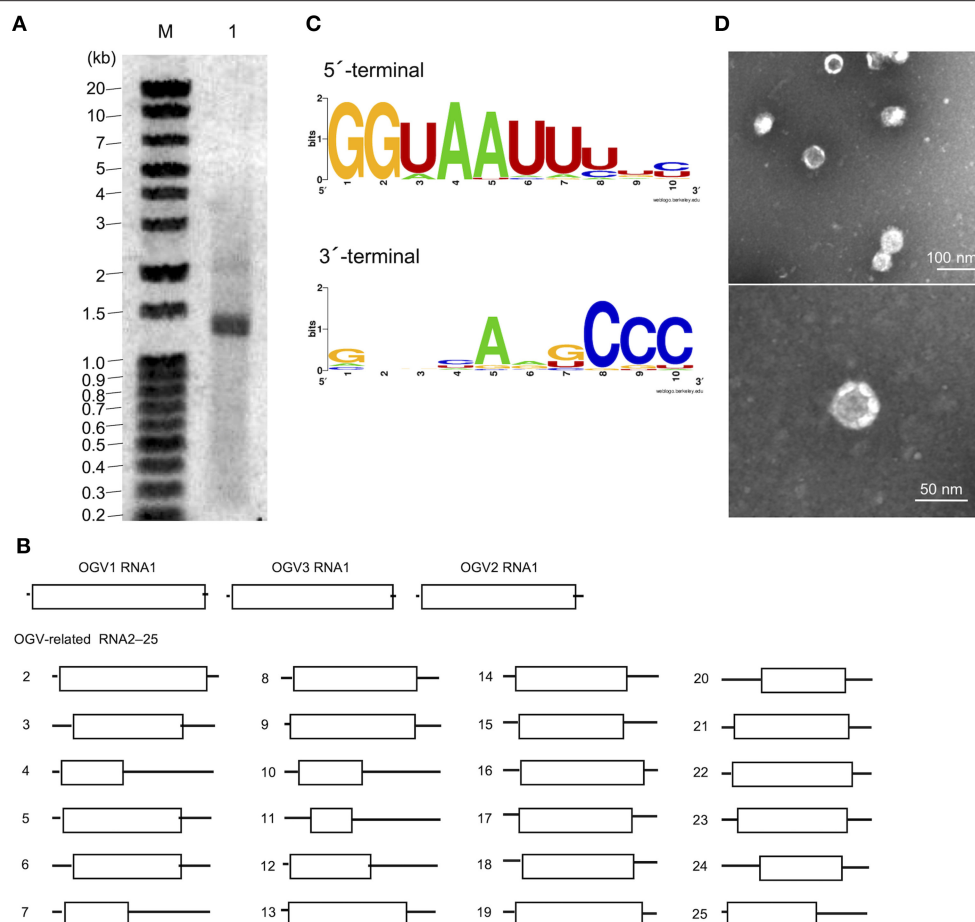 A
M 1
(kb)
20
10
7
5
4
3
2
1.5
1.0
0.9
0.8
0.7
0.6
0.5
0.4
0.3
0.2
C
5´-terminal
bits
2
1
0
GGUAAUUU
5′ 1 2 3 4 5 6 7 8 9 10 3′
weblogo.berkeley.edu
3´-terminal
bits
2
1
0
G A G CCC
5′ 1 2 3 4 5 6 7 8 9 10 3′
weblogo.berkeley.edu
D
100 nm
50 nm
B
OGV1 RNA1 OGV3 RNA1 OGV2 RNA1
OGV-related RNA2–25
2 8 14 20
3 9 15 21
4 10 16 22
5 11 17 23
6 12 18 24
7 13 19 25